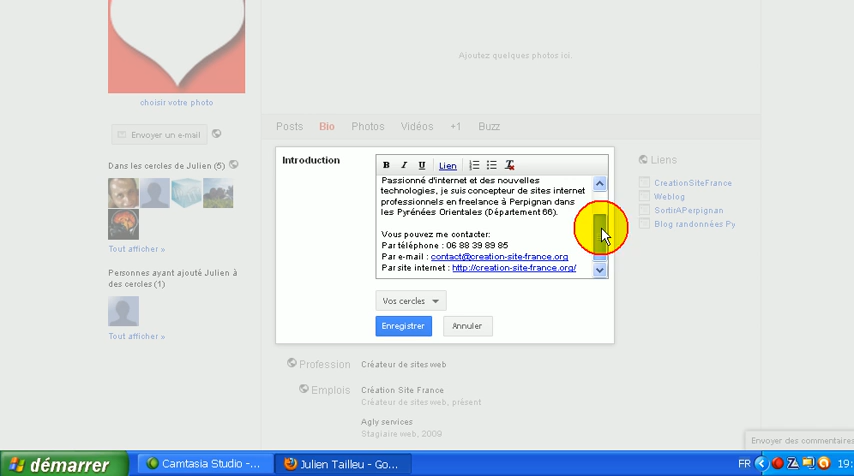 Ajoutez quelques photos ici.
choisir votre photo
Envoyer un e-mail
Posts Bio Photos Vidéos +1 Buzz
Dans les cercles de Julien (5)
Tout afficher »
Personnes ayant ajouté Julien à
des cercles (1)
Tout afficher »
Introduction
B I U Lien
Passionné d'internet et des nouvelles
technologies, je suis concepteur de sites internet
professionnels en freelance à Perpignan dans
les Pyrénées Orientales (Département 66).
Vous pouvez me contacter:
Par téléphone : 06 88 39 89 85
Par e-mail : contact@creation-site-france.org
Par site internet : http://creation-site-france.org/
Vos cercles
Enregistrer Annuler
Liens
CreationSiteFrance
Weblog
SortirAPerpignan
Blog randonnées Py
Profession Créateur de sites web
Emplois Création Site France
Créateur de sites web, présent
Agly services
Stagiaire web, 2009
Envoyer des commentaires
démarrer Camtasia Studio -... Julien Tailleu - Go... FR 19: